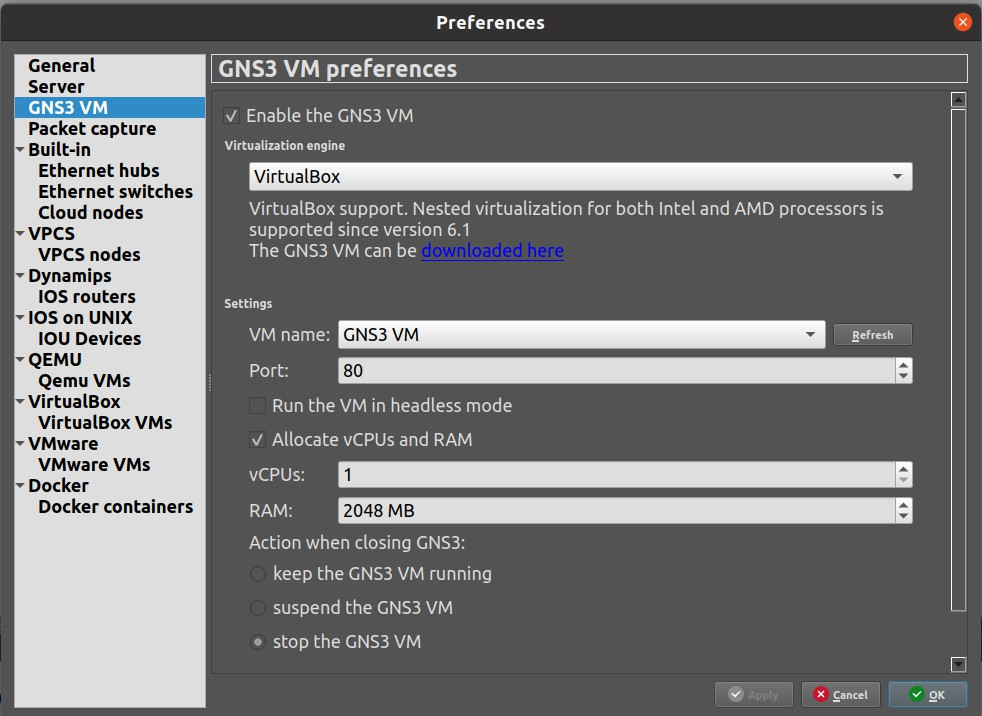 Preferences
General
Server
GNS3 VM
Packet capture
Built-in
Ethernet hubs
Ethernet switches
Cloud nodes
VPCS
VPCS nodes
Dynamips
IOS routers
IOS on UNIX
IOU Devices
QEMU
Qemu VMs
VirtualBox
VirtualBox VMs
VMware
VMware VMs
Docker
Docker containers
GNS3 VM preferences
Enable the GNS3 VM
Virtualization engine
VirtualBox
VirtualBox support. Nested virtualization for both Intel and AMD processors is
supported since version 6.1
The GNS3 VM can be downloaded here
Settings
VM name: GNS3 VM Refresh
Port: 80
Run the VM in headless mode
Allocate vCPUs and RAM
vCPUs: 1
RAM: 2048 MB
Action when closing GNS3:
keep the GNS3 VM running
suspend the GNS3 VM
stop the GNS3 VM
Apply Cancel OK